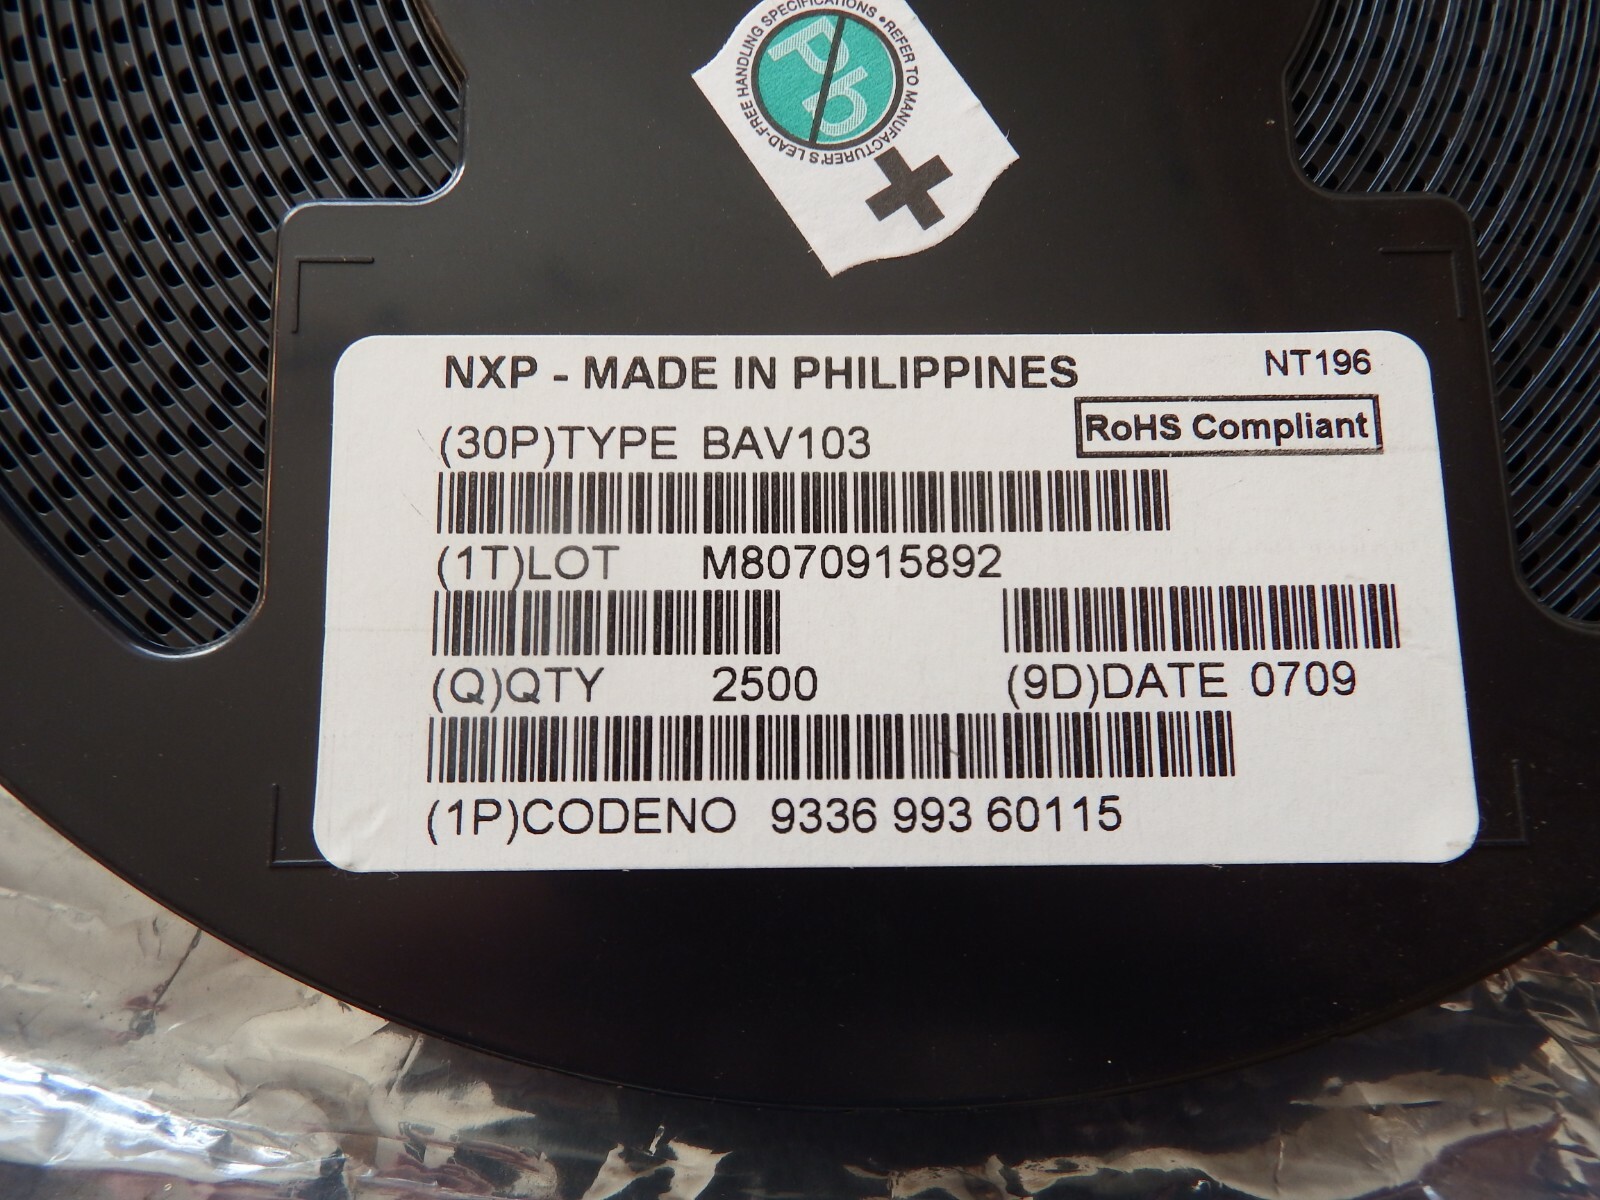 HANDLING SPECIFICATIONS • REFER TO MANUFACTURER'S LEAD-FREE
Pb
NXP - MADE IN PHILIPPINES
NT196
(30P)TYPE BAV103
RoHS Compliant
(1T)LOT M8070915892
(Q)QTY 2500
(9D)DATE 0709
(1P)CODENO 9336 993 60115